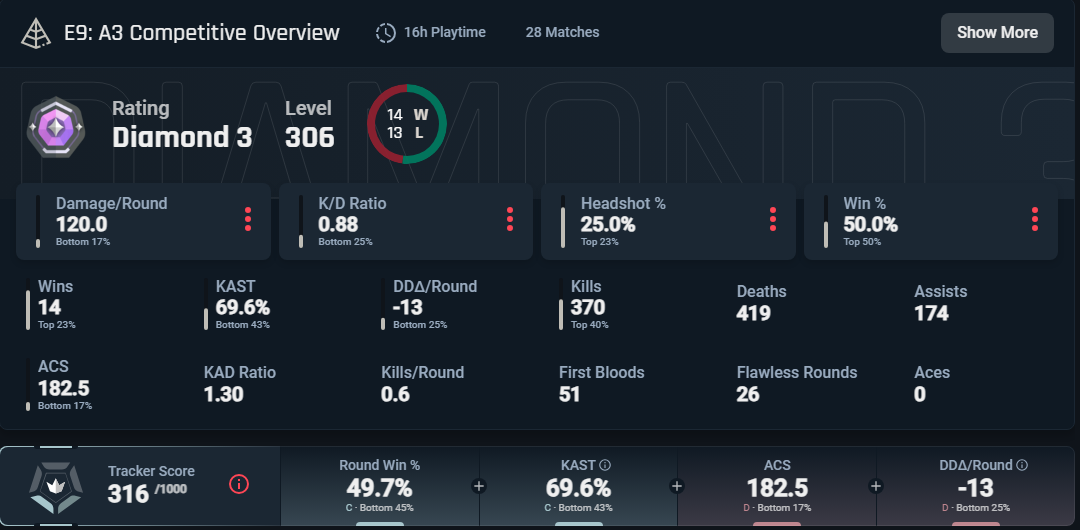 E9: A3 Competitive Overview
16h Playtime
28 Matches
Show More
DIAMOND 3
Rating
Diamond 3
Level
306
14 W
13 L
Damage/Round
120.0
Bottom 17%
K/D Ratio
0.88
Bottom 25%
Headshot %
25.0%
Top 23%
Win %
50.0%
Top 50%
Wins
14
Top 23%
KAST
69.6%
Bottom 43%
DDΔ/Round
-13
Bottom 25%
Kills
370
Top 40%
Deaths
419
Assists
174
ACS
182.5
Bottom 17%
KAD Ratio
1.30
Kills/Round
0.6
First Bloods
51
Flawless Rounds
26
Aces
0
Tracker Score
316 /1000
Round Win %
49.7%
C · Bottom 45%
KAST
69.6%
C · Bottom 43%
ACS
182.5
D · Bottom 17%
DDΔ/Round
-13
D · Bottom 25%